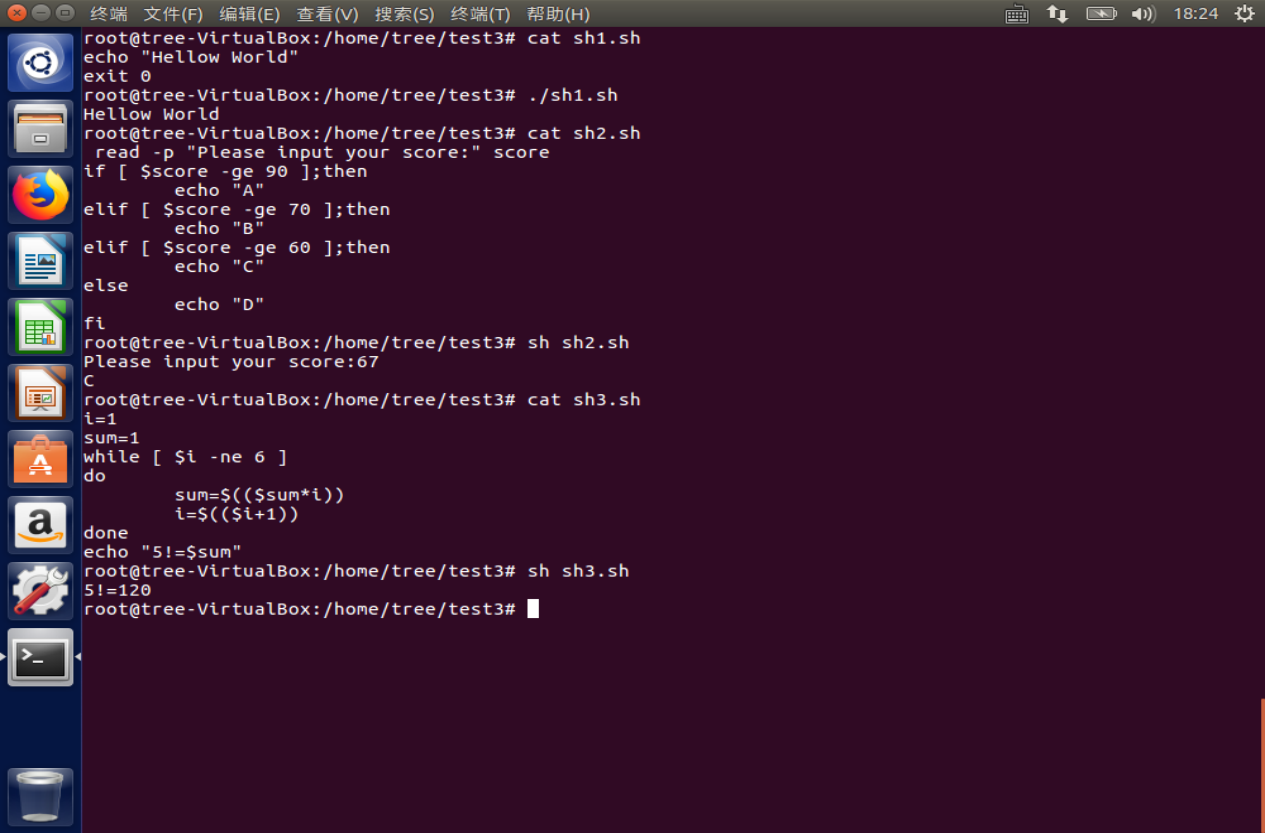 终端 文件(F) 编辑(E) 查看(V) 搜索(S) 终端(T) 帮助(H) 18:24
root@tree-VirtualBox:/home/tree/test3# cat sh1.sh
echo "Hellow World"
exit 0
root@tree-VirtualBox:/home/tree/test3# ./sh1.sh
Hellow World
root@tree-VirtualBox:/home/tree/test3# cat sh2.sh
 read -p "Please input your score:" score
if [ $score -ge 90 ];then
        echo "A"
elif [ $score -ge 70 ];then
        echo "B"
elif [ $score -ge 60 ];then
        echo "C"
else
        echo "D"
fi
root@tree-VirtualBox:/home/tree/test3# sh sh2.sh
Please input your score:67
C
root@tree-VirtualBox:/home/tree/test3# cat sh3.sh
i=1
sum=1
while [ $i -ne 6 ]
do
        sum=$(($sum*i))
        i=$(($i+1))
done
echo "5!=$sum"
root@tree-VirtualBox:/home/tree/test3# sh sh3.sh
5!=120
root@tree-VirtualBox:/home/tree/test3#